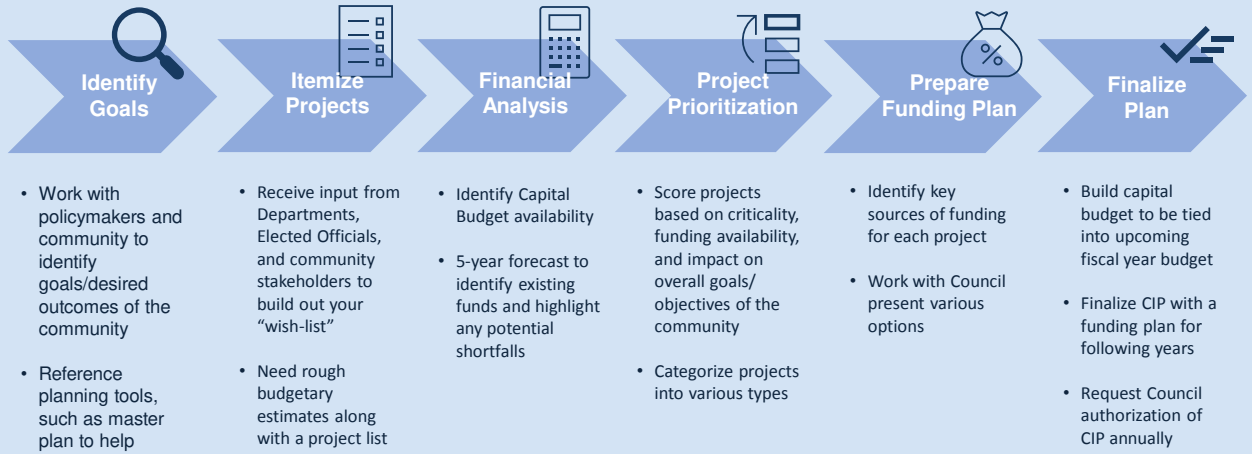 Identify
Goals
Itemize
Projects
Financial
Analysis
Project
Prioritization
Prepare
Funding Plan
Finalize
Plan
• Work with
policymakers and
community to
identify
goals/desired
outcomes of the
community
• Reference
planning tools,
such as master
plan to help
• Receive input from
Departments,
Elected Officials,
and community
stakeholders to
build out your
“wish-list”
• Need rough
budgetary
estimates along
with a project list
• Identify Capital
Budget availability
• 5-year forecast to
identify existing
funds and highlight
any potential
shortfalls
• Score projects
based on criticality,
funding availability,
and impact on
overall goals/
objectives of the
community
• Categorize projects
into various types
• Identify key
sources of funding
for each project
• Work with Council
present various
options
• Build capital
budget to be tied
into upcoming
fiscal year budget
• Finalize CIP with a
funding plan for
following years
• Request Council
authorization of
CIP annually